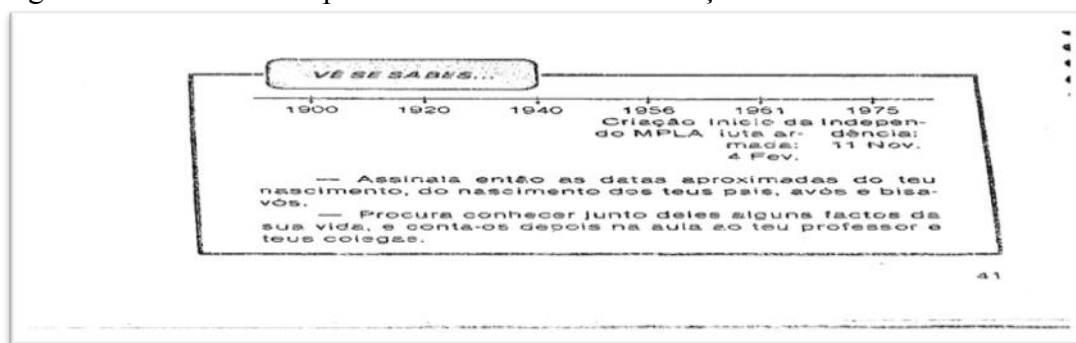 VÊ SE SABES...
1900 1920 1940 1956 1961 1975
Criação Início da Indepen-
do MPLA luta ar- dência:
mada: 11 Nov.
4 Fev.
— Assinala então as datas aproximadas do teu
nascimento, do nascimento dos teus pais, avós e bisa-
vós.
— Procura conhecer junto deles alguns factos da
sua vida, e conta-os depois na aula ao teu professor e
teus colegas.
41